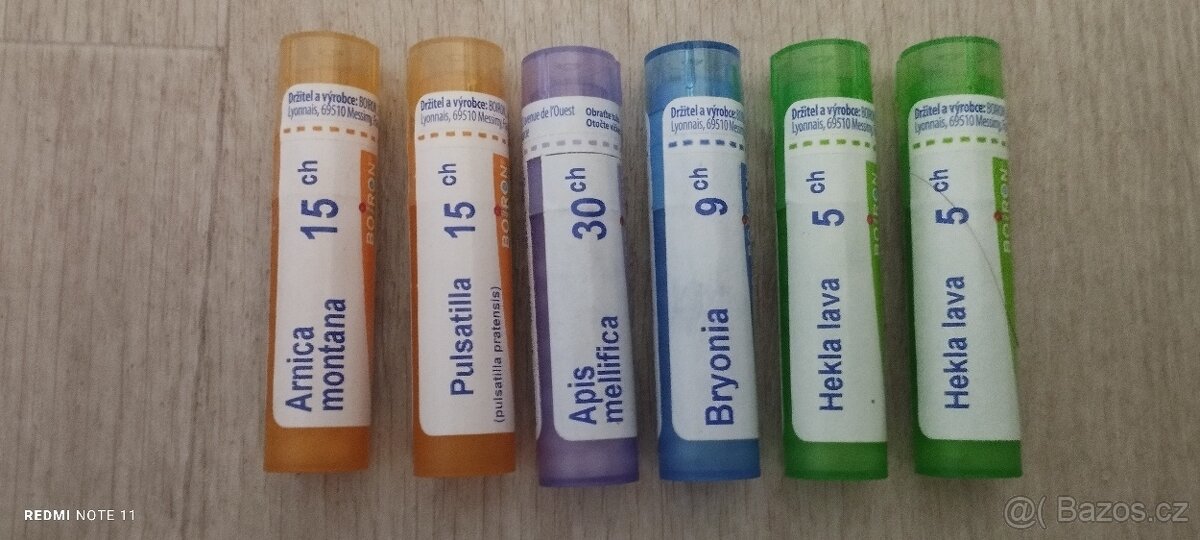 Držitel a výrobce: BOIRON
Lyonnais, 69510 Messimy
15 ch
BOIRON
Arnica
montana
Držitel a výrobce: BOIRON
Lyonnais, 69510 Messimy
15 ch
BOIRON
Pulsatilla
(pulsatilla pratensis)
avenue de l'Ouest
Obraťte
Otočte
30 ch
Apis
mellifica
Držitel a výrobce:
Lyonnais, 69510 Messimy
9 ch
Bryonia
Držitel a výrobce: BOIRON
Lyonnais, 69510 Messimy
5 ch
BOIRON
Hekla lava
Držitel a výrobce: BOIRON
Lyonnais, 69510 Messimy
5 ch
BOIRON
Hekla lava
REDMI NOTE 11
@( Bazos.cz